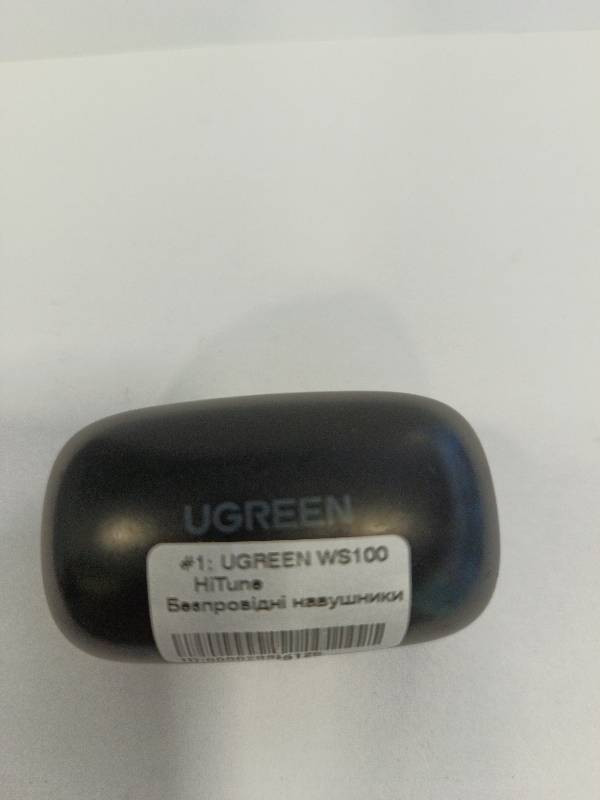 UGREEN
#1: UGREEN WS100
HiTune
Безпровідні навушники